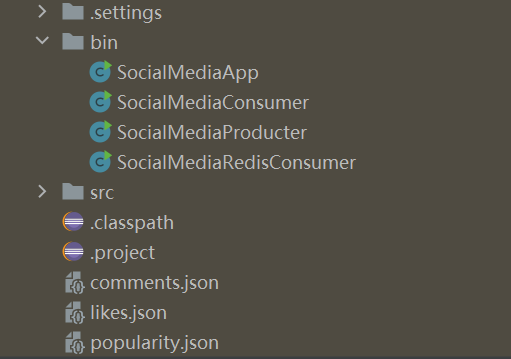 .settings
bin
SocialMediaApp
SocialMediaConsumer
SocialMediaProducter
SocialMediaRedisConsumer
src
.classpath
.project
comments.json
likes.json
popularity.json